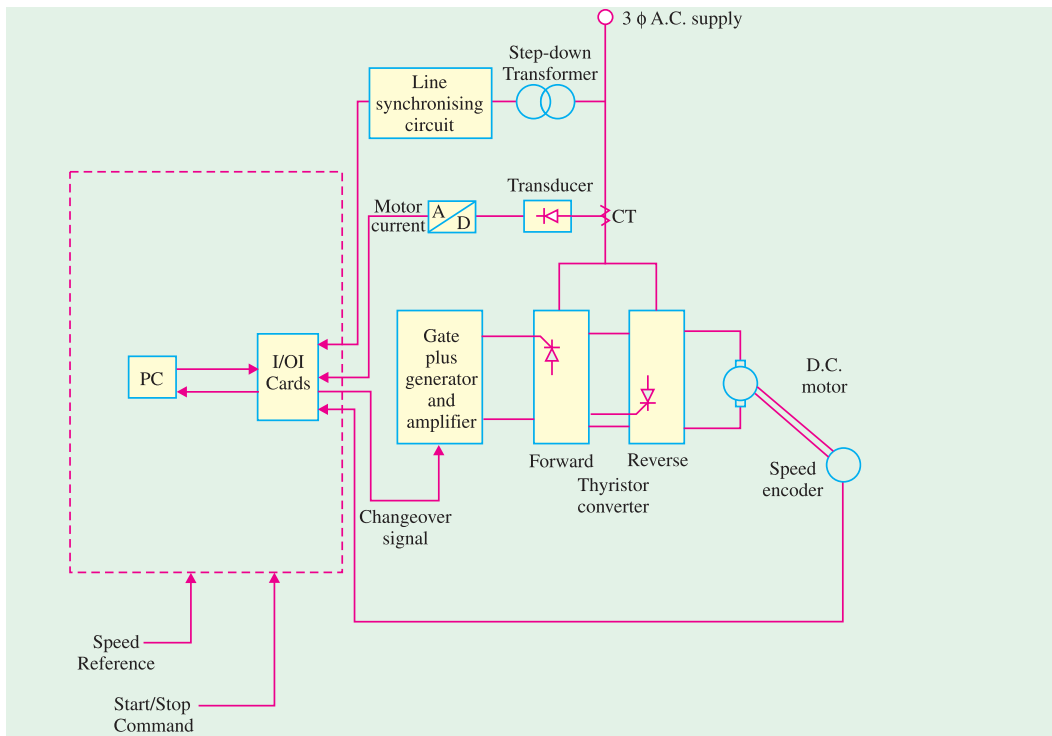 3 ϕ A.C. supply
Step-down
Transformer
Line
synchronising
circuit
Transducer
Motor
current
A
D
CT
Gate
plus
generator
and
amplifier
I/OI
Cards
PC
D.C.
motor
Forward
Reverse
Thyristor
converter
Speed
encoder
Changeover
signal
Speed
Reference
Start/Stop
Command